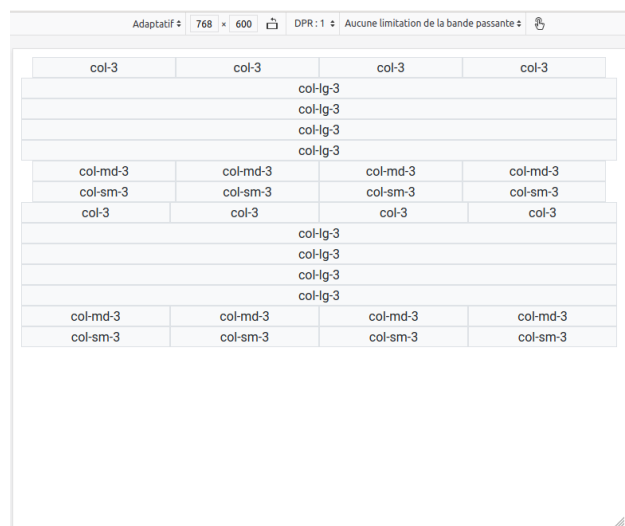 Adaptatif 768 × 600 DPR : 1 Aucune limitation de la bande passante
col-3 col-3 col-3 col-3
col-lg-3
col-lg-3
col-lg-3
col-lg-3
col-md-3 col-md-3 col-md-3 col-md-3
col-sm-3 col-sm-3 col-sm-3 col-sm-3
col-3 col-3 col-3 col-3
col-lg-3
col-lg-3
col-lg-3
col-lg-3
col-md-3 col-md-3 col-md-3 col-md-3
col-sm-3 col-sm-3 col-sm-3 col-sm-3